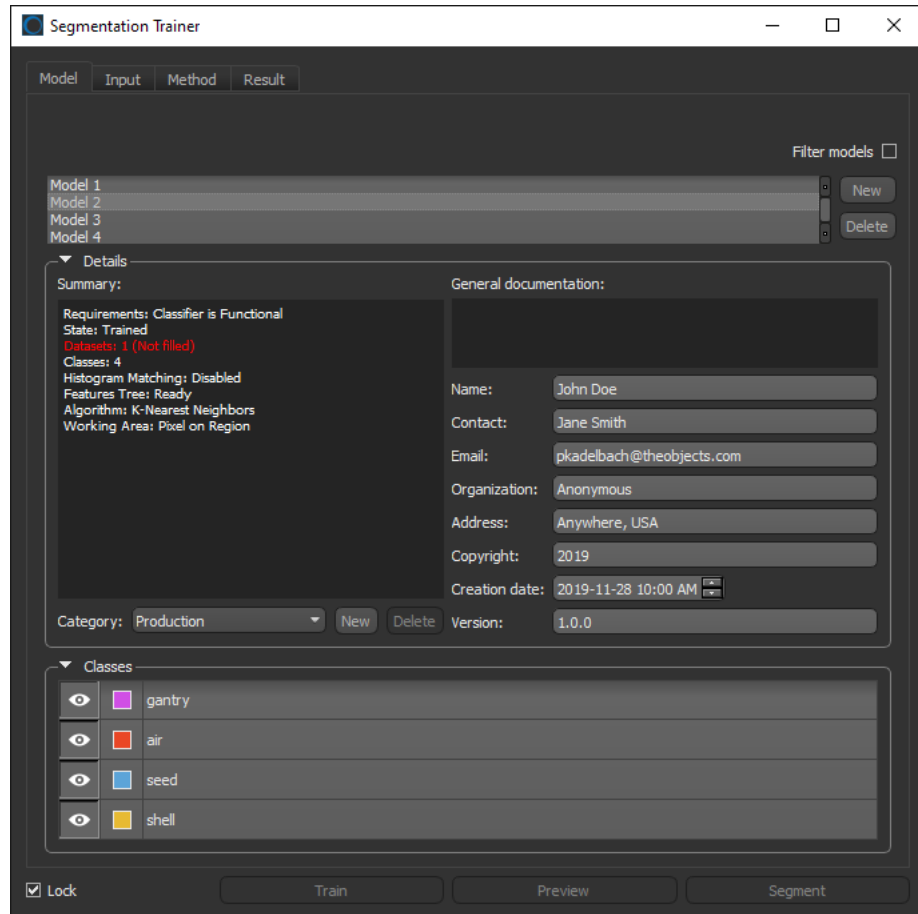 Segmentation Trainer
Model Input Method Result
Filter models
Model 1
Model 2
Model 3
Model 4
New
Delete
Details
Summary:
Requirements: Classifier is Functional
State: Trained
Datasets: 1 (Not filled)
Classes: 4
Histogram Matching: Disabled
Features Tree: Ready
Algorithm: K-Nearest Neighbors
Working Area: Pixel on Region
Category: Production New Delete
General documentation:
Name: John Doe
Contact: Jane Smith
Email: pkadelbach@theobjects.com
Organization: Anonymous
Address: Anywhere, USA
Copyright: 2019
Creation date: 2019-11-28 10:00 AM
Version: 1.0.0
Classes
gantry
air
seed
shell
Lock Train Preview Segment